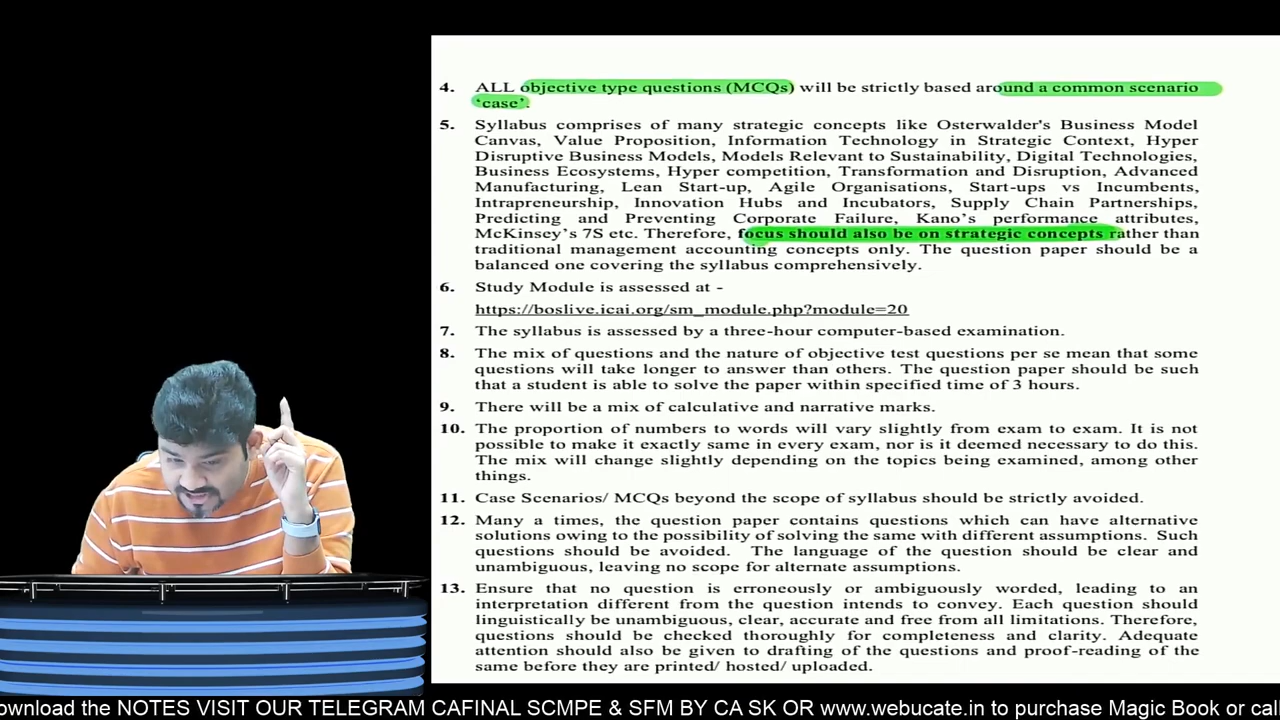 4. ALL objective type questions (MCQs) will be strictly based around a common scenario
‘case’.
5. Syllabus comprises of many strategic concepts like Osterwalder's Business Model
Canvas, Value Proposition, Information Technology in Strategic Context, Hyper
Disruptive Business Models, Models Relevant to Sustainability, Digital Technologies,
Business Ecosystems, Hyper competition, Transformation and Disruption, Advanced
Manufacturing, Lean Start-up, Agile Organisations, Start-ups vs Incumbents,
Intrapreneurship, Innovation Hubs and Incubators, Supply Chain Partnerships,
Predicting and Preventing Corporate Failure, Kano’s performance attributes,
McKinsey’s 7S etc. Therefore, focus should also be on strategic concepts rather than
traditional management accounting concepts only. The question paper should be a
balanced one covering the syllabus comprehensively.
6. Study Module is assessed at -
https://boslive.icai.org/sm_module.php?module=20
7. The syllabus is assessed by a three-hour computer-based examination.
8. The mix of questions and the nature of objective test questions per se mean that some
questions will take longer to answer than others. The question paper should be such
that a student is able to solve the paper within specified time of 3 hours.
9. There will be a mix of calculative and narrative marks.
10. The proportion of numbers to words will vary slightly from exam to exam. It is not
possible to make it exactly same in every exam, nor is it deemed necessary to do this.
The mix will change slightly depending on the topics being examined, among other
things.
11. Case Scenarios/ MCQs beyond the scope of syllabus should be strictly avoided.
12. Many a times, the question paper contains questions which can have alternative
solutions owing to the possibility of solving the same with different assumptions. Such
questions should be avoided. The language of the question should be clear and
unambiguous, leaving no scope for alternate assumptions.
13. Ensure that no question is erroneously or ambiguously worded, leading to an
interpretation different from the question intends to convey. Each question should
linguistically be unambiguous, clear, accurate and free from all limitations. Therefore,
questions should be checked thoroughly for completeness and clarity. Adequate
attention should also be given to drafting of the questions and proof-reading of the
same before they are printed/ hosted/ uploaded.
ownload the NOTES VISIT OUR TELEGRAM CAFINAL SCMPE & SFM BY CA SK OR www.webucate.in to purchase Magic Book or cal